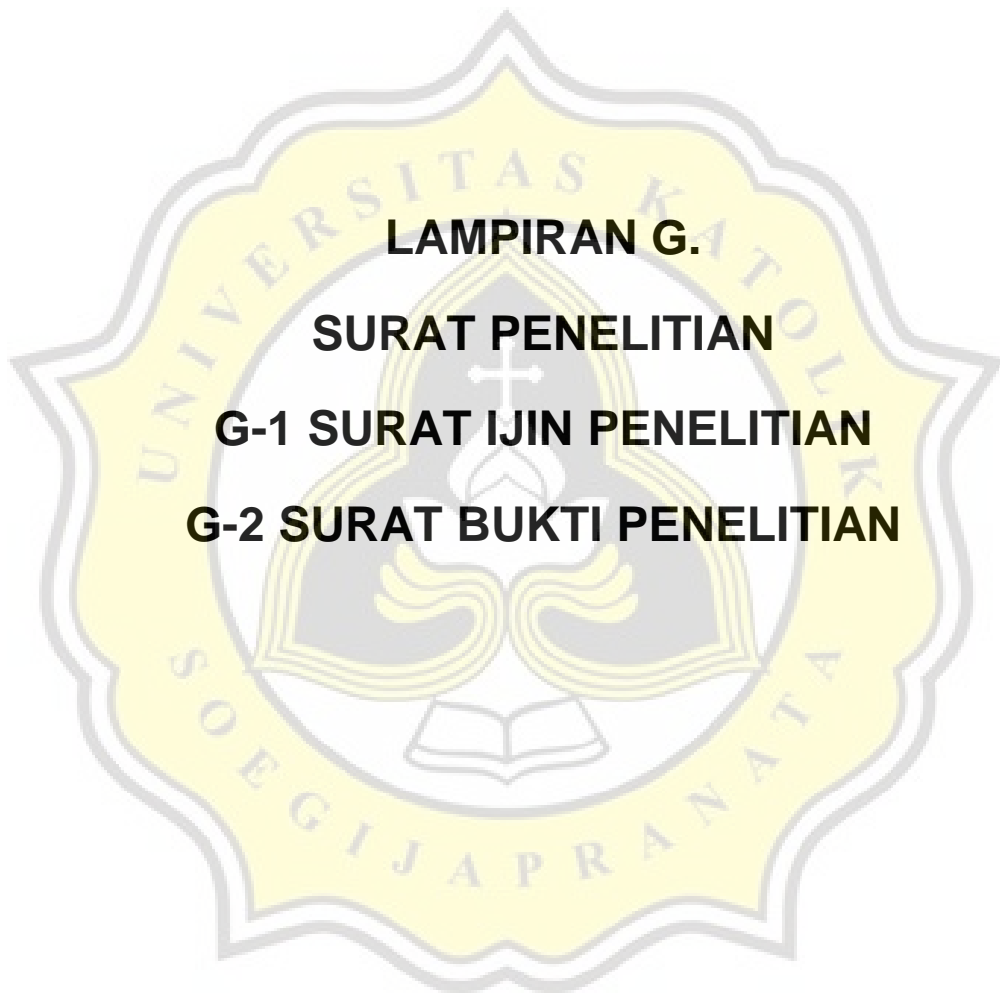 LAMPIRAN G.
SURAT PENELITIAN
G-1 SURAT IJIN PENELITIAN
G-2 SURAT BUKTI PENELITIAN
UNIVERSITAS KATOLIK
SOEGIJAPRANATA